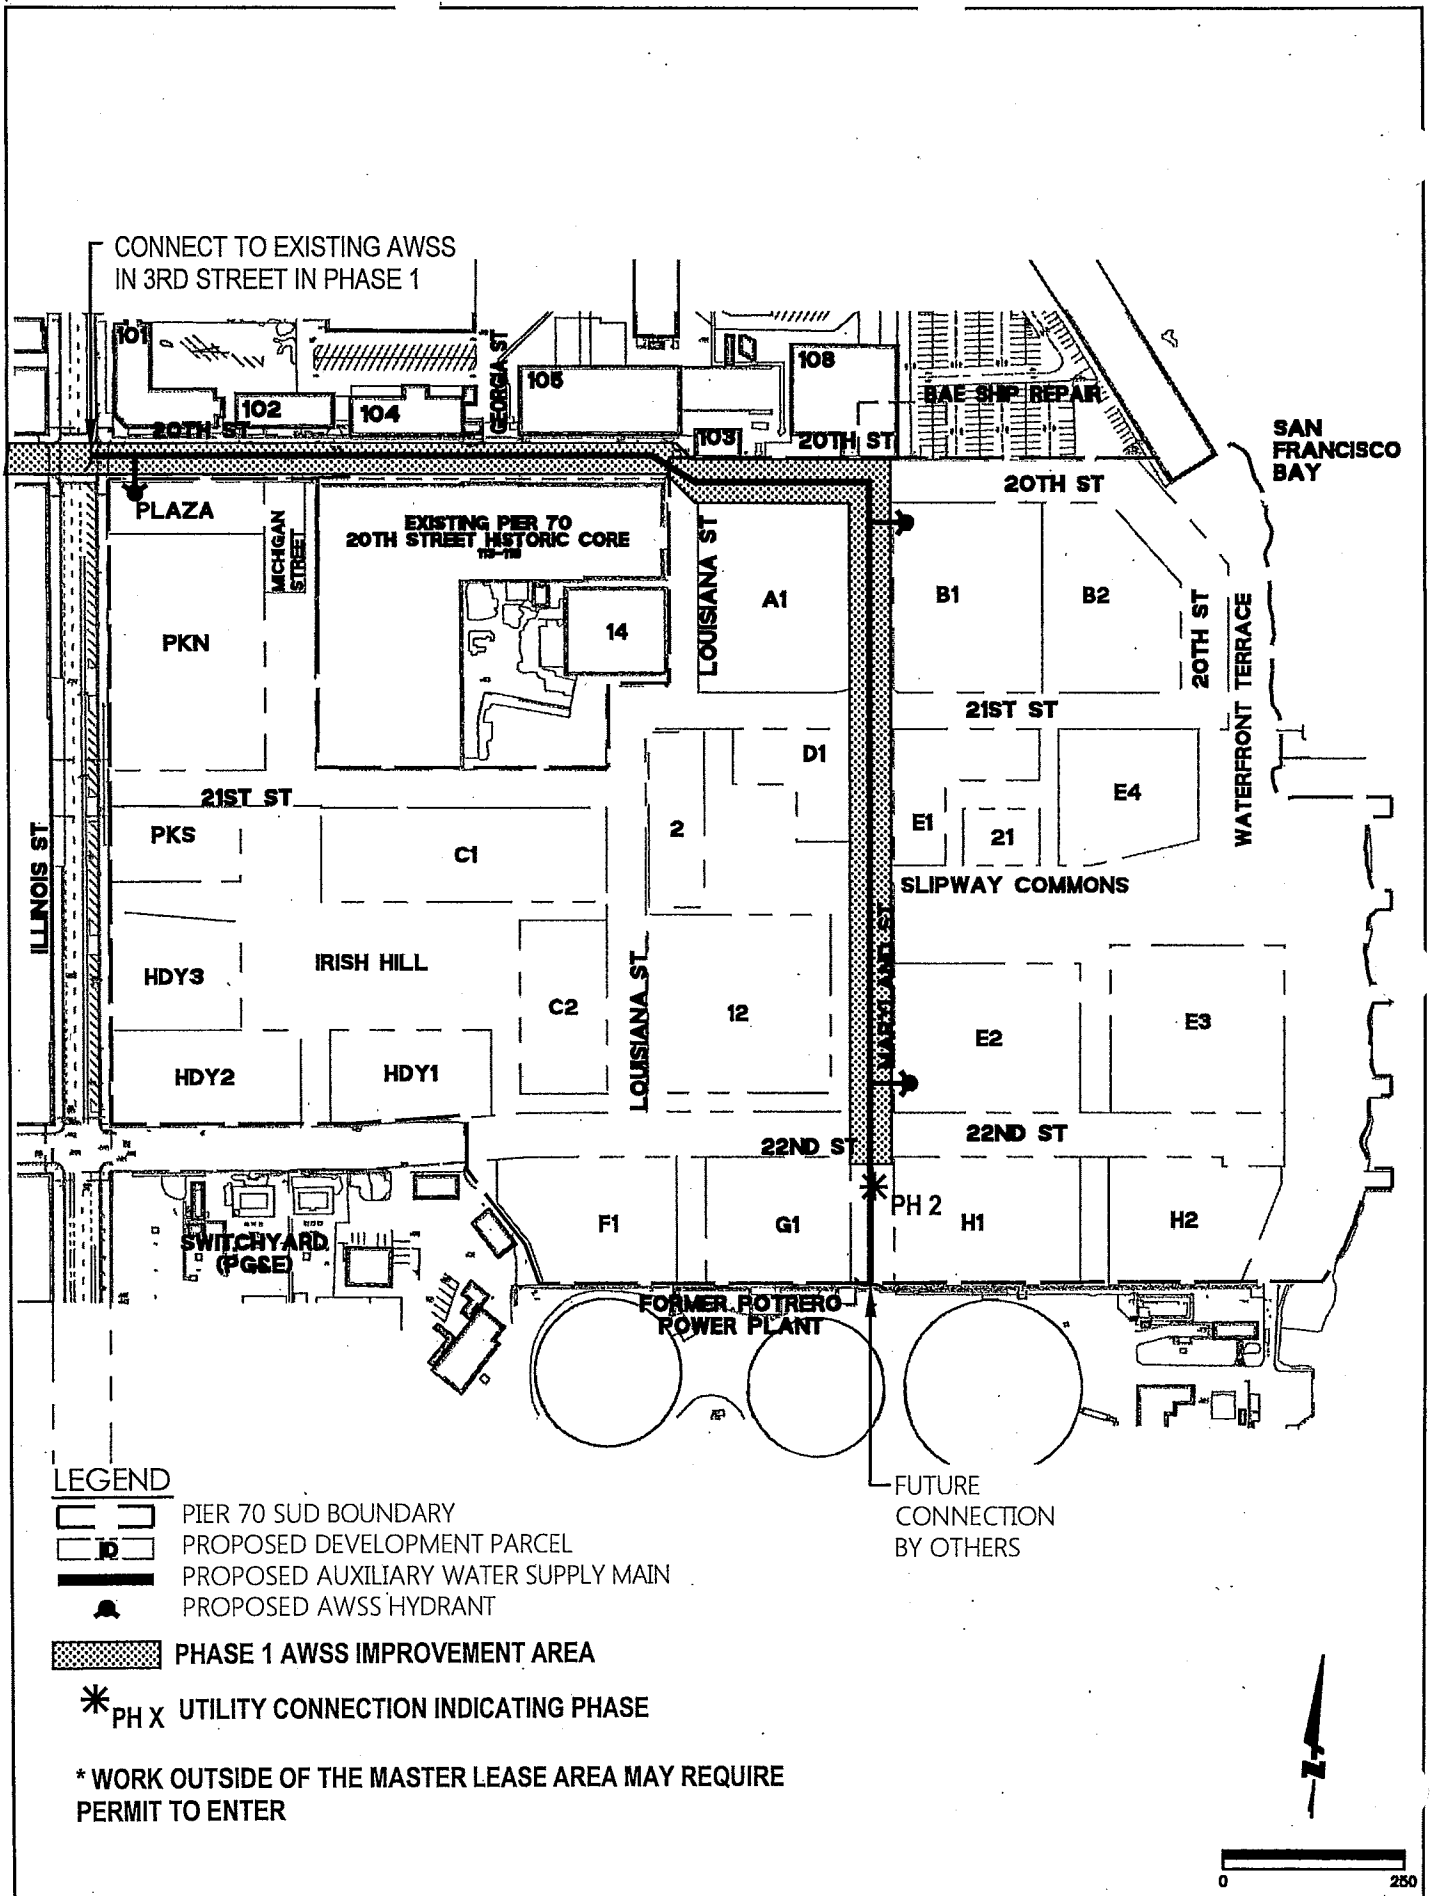 CONNECT TO EXISTING AWSS
IN 3RD STREET IN PHASE 1
101
102
104
GEORGIA ST
105
108
103
BAE SHIP REPAIR
20TH ST
20TH ST
SAN
FRANCISCO
BAY
20TH ST
PLAZA
MICHIGAN
STREET
EXISTING PIER 70
20TH STREET HISTORIC CORE
LOUISIANA ST
A1
B1
B2
20TH ST
WATERFRONT TERRACE
14
PKN
21ST ST
D1
21ST ST
PKS
C1
2
E1
21
E4
ILLINOIS ST
SLIPWAY COMMONS
HDY3
IRISH HILL
C2
LOUISIANA ST
12
MARYLAND ST
E2
E3
HDY2
HDY1
22ND ST
22ND ST
PH 2
F1
G1
H1
H2
SWITCHYARD
(PG&E)
FORMER POTRERO
POWER PLANT
FUTURE
CONNECTION
BY OTHERS
LEGEND
PIER 70 SUD BOUNDARY
ID PROPOSED DEVELOPMENT PARCEL
PROPOSED AUXILIARY WATER SUPPLY MAIN
PROPOSED AWSS HYDRANT
PHASE 1 AWSS IMPROVEMENT AREA
PH X UTILITY CONNECTION INDICATING PHASE
* WORK OUTSIDE OF THE MASTER LEASE AREA MAY REQUIRE
PERMIT TO ENTER
N
0 250